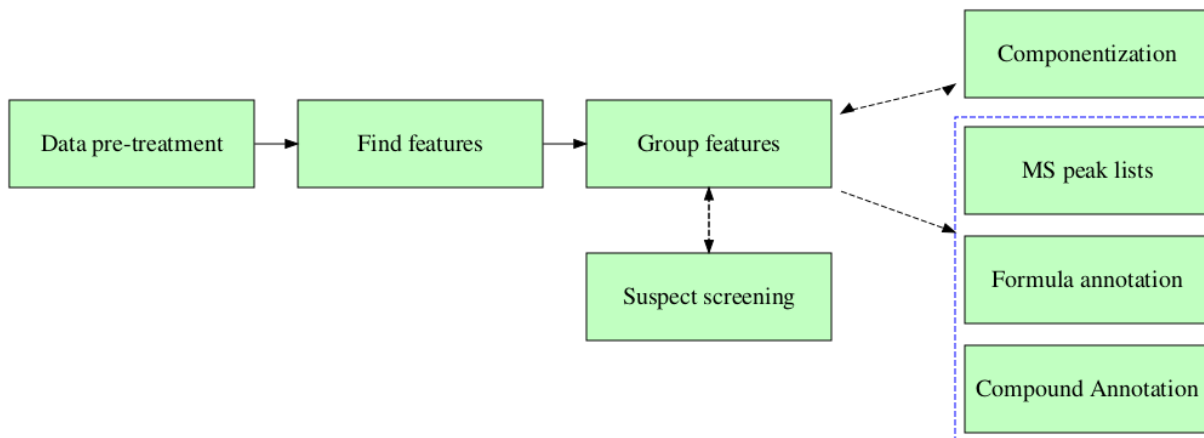 Data pre-treatment
Find features
Group features
Suspect screening
Componentization
MS peak lists
Formula annotation
Compound Annotation